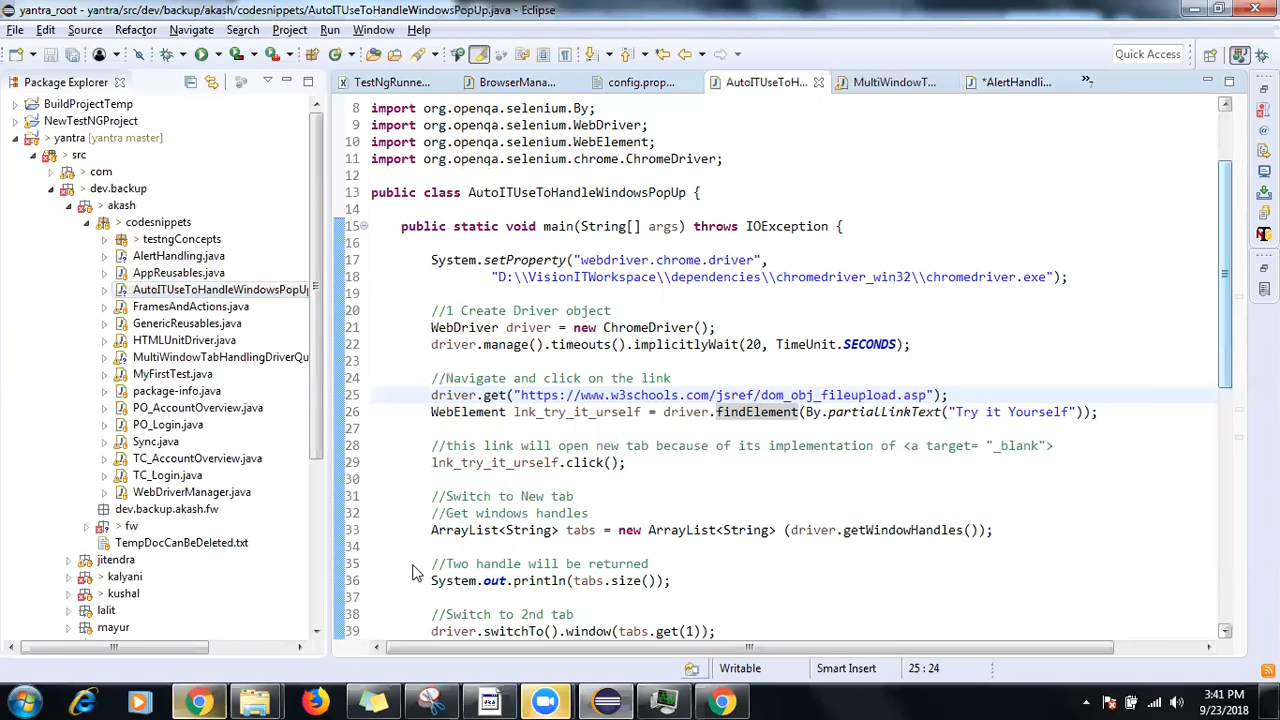 yantra_root - yantra/src/dev/backup/akash/codesnippets/AutoITUseToHandleWindowsPopUp.java - Eclipse
File Edit Source Refactor Navigate Search Project Run Window Help
Quick Access
Package Explorer
TestNgRunne...
BrowserMana...
config.prop...
AutoITUseToH...
MultiWindowT...
*AlertHandli...
»7
BuildProjectTemp
NewTestNGProject
> yantra [yantra master]
> src
> com
> dev.backup
> akash
> codesnippets
> testngConcepts
> AlertHandling.java
> AppReusables.java
AutoITUseToHandleWindowsPopU
> FramesAndActions.java
> GenericReusables.java
> HTMLUnitDriver.java
> MultiWindowTabHandlingDriverQu
> MyFirstTest.java
> package-info.java
> PO_AccountOverview.java
> PO_Login.java
> Sync.java
> TC_AccountOverview.java
> TC_Login.java
> WebDriverManager.java
dev.backup.akash.fw
> fw
TempDocCanBeDeleted.txt
jitendra
> kalyani
> kushal
lalit
mayur
8 import org.openqa.selenium.By;
9 import org.openqa.selenium.WebDriver;
10 import org.openqa.selenium.WebElement;
11 import org.openqa.selenium.chrome.ChromeDriver;
12
13 public class AutoITUseToHandleWindowsPopUp {
14
15 public static void main(String[] args) throws IOException {
16
17 System.setProperty("webdriver.chrome.driver",
18 "D:\\VisionITWorkspace\\dependencies\\chromedriver_win32\\chromedriver.exe");
19
20 //1 Create Driver object
21 WebDriver driver = new ChromeDriver();
22 driver.manage().timeouts().implicitlyWait(20, TimeUnit.SECONDS);
23
24 //Navigate and click on the link
25 driver.get("https://www.w3schools.com/jsref/dom_obj_fileupload.asp");
26 WebElement lnk_try_it_urself = driver.findElement(By.partialLinkText("Try it Yourself"));
27
28 //this link will open new tab because of its implementation of <a target= "_blank">
29 lnk_try_it_urself.click();
30
31 //Switch to New tab
32 //Get windows handles
33 ArrayList<String> tabs = new ArrayList<String> (driver.getWindowHandles());
34
35 //Two handle will be returned
36 System.out.println(tabs.size());
37
38 //Switch to 2nd tab
39 driver.switchTo().window(tabs.get(1));
Writable Smart Insert 25 : 24
3:41 PM
9/23/2018